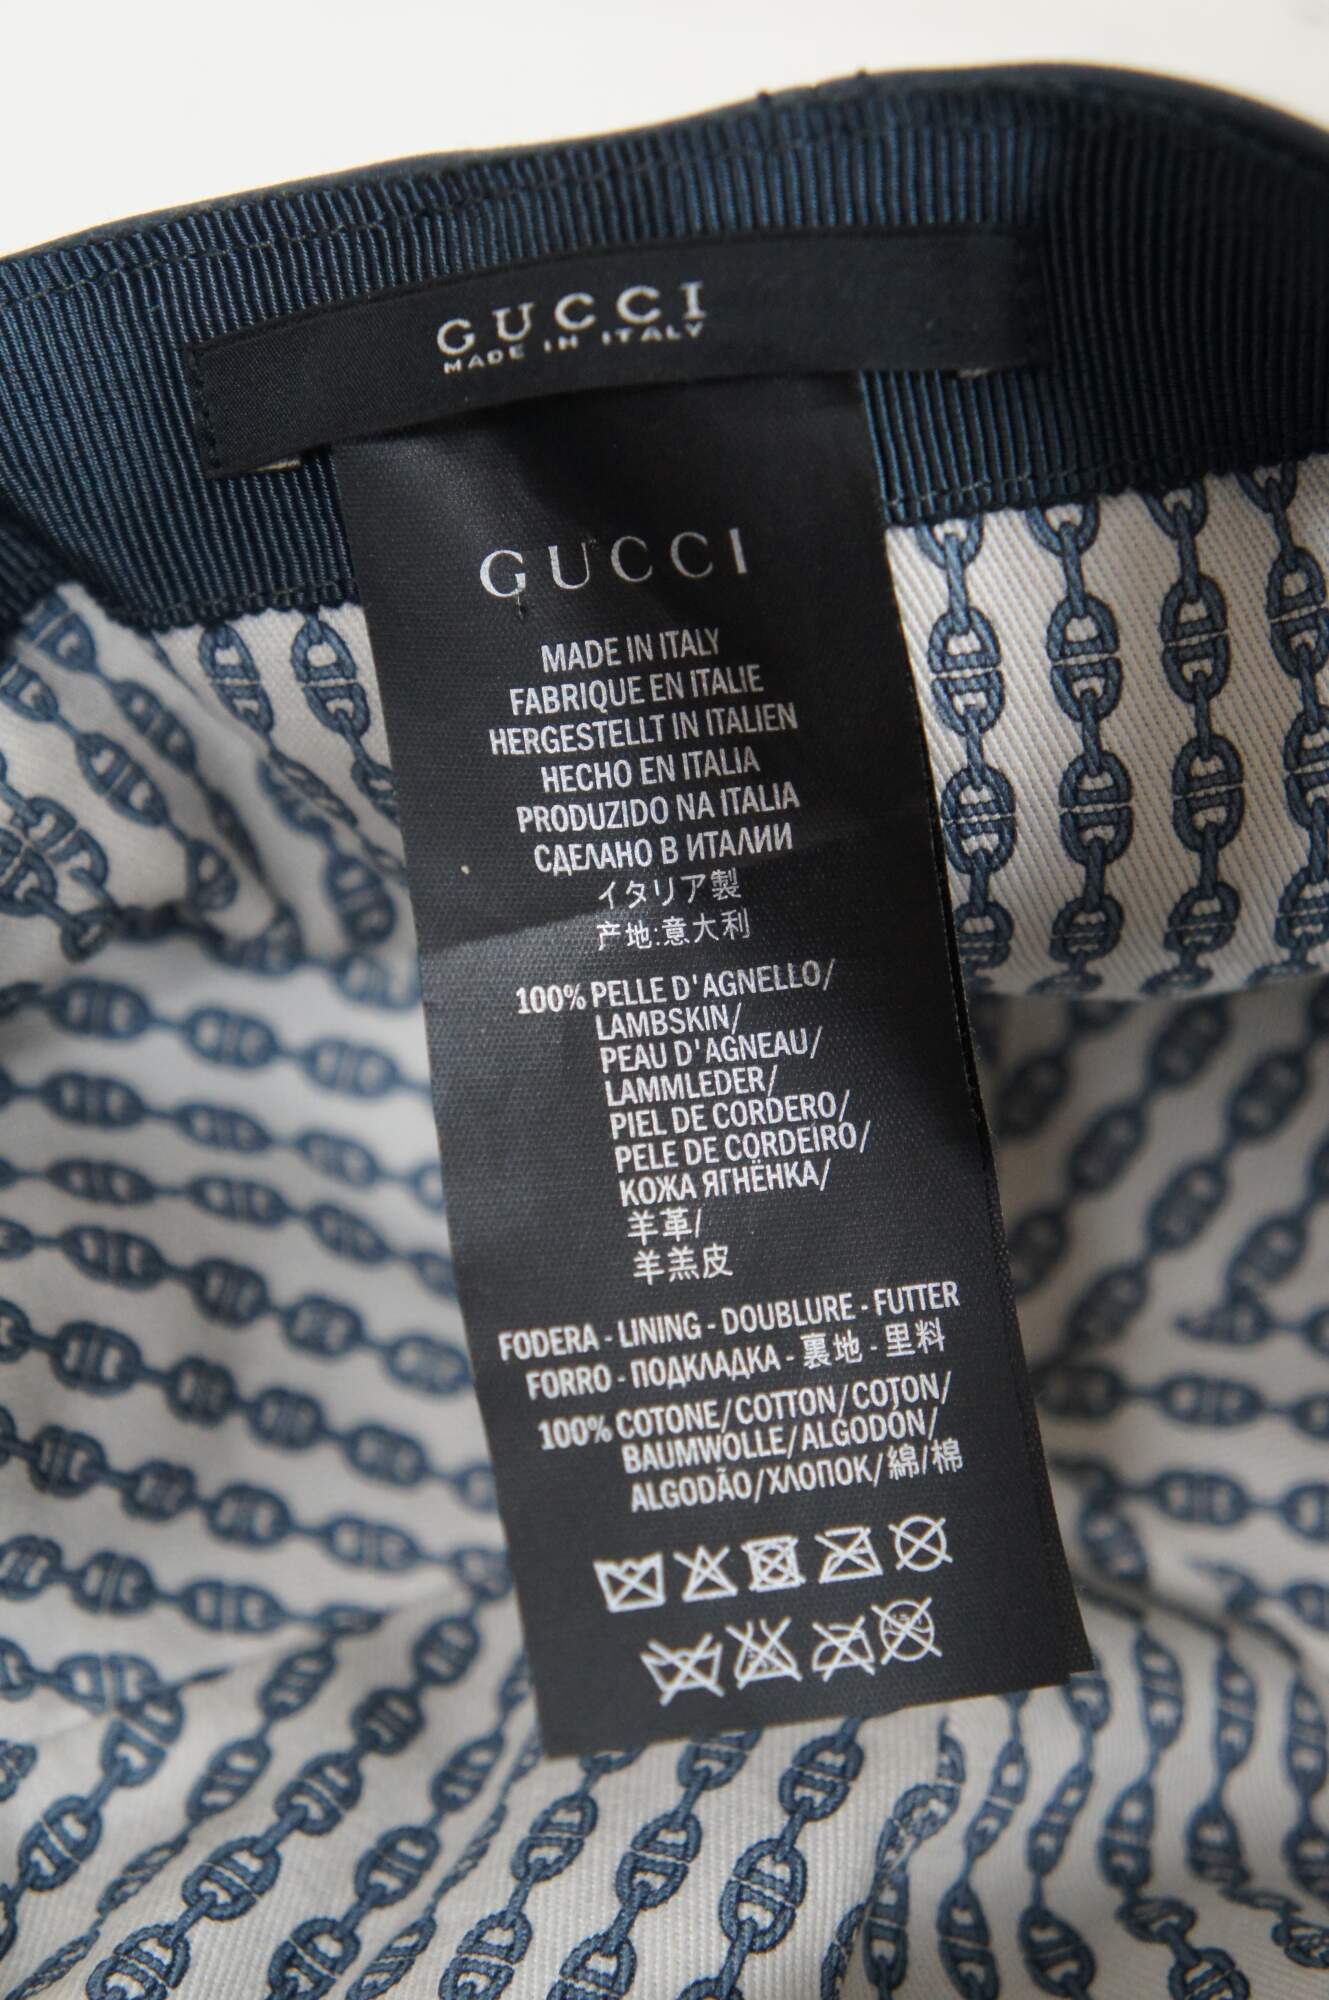 GUCCI
MADE IN ITALY
GUCCI
MADE IN ITALY
FABRIQUE EN ITALIE
HERGESTELLT IN ITALIEN
HECHO EN ITALIA
PRODUZIDO NA ITALIA
СДЕЛАНО В ИТАЛИИ
イタリア製
产地:意大利
100% PELLE D'AGNELLO/
LAMBSKIN/
PEAU D'AGNEAU/
LAMMLEDER/
PIEL DE CORDERO/
PELE DE CORDEIRO/
КОЖА ЯГНЁНКА/
羊革/
羊羔皮
FODERA - LINING - DOUBLURE - FUTTER
FORRO - ПОДКЛАДКА - 裏地 - 里料
100% COTONE/COTTON/COTON/
BAUMWOLLE/ALGODÓN/
ALGODÃO/ХЛОПОК/綿/棉